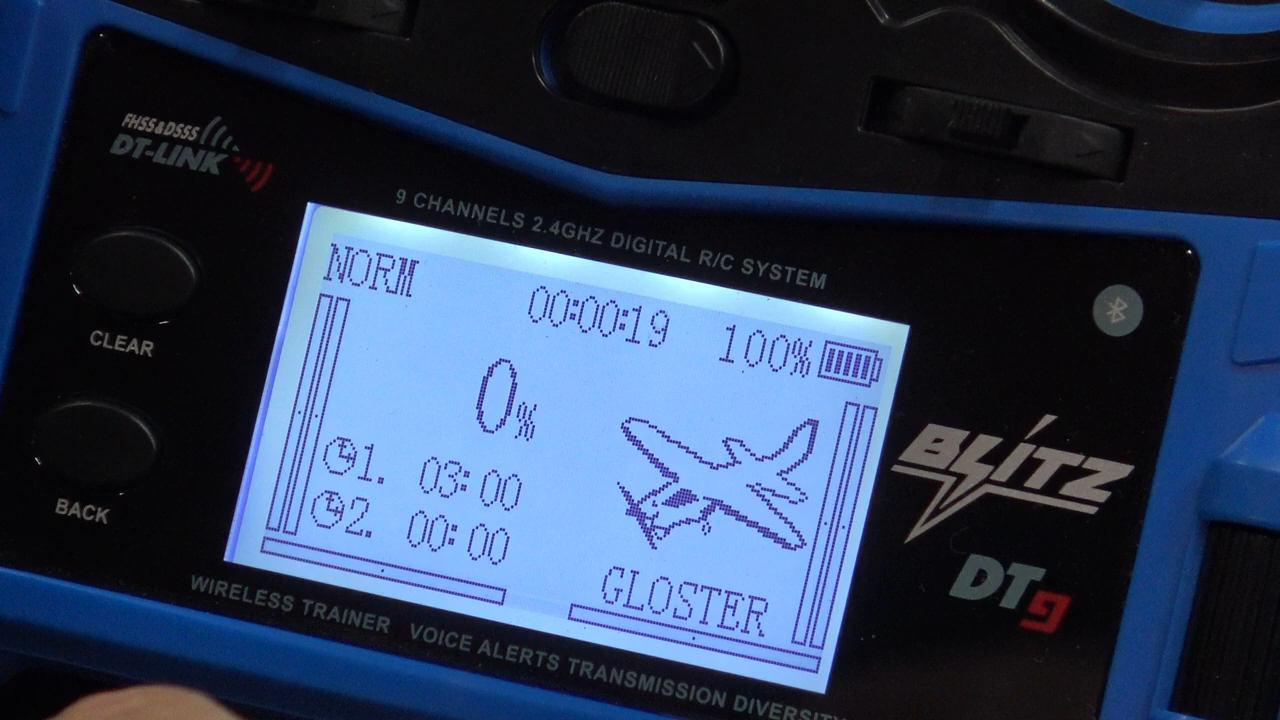 FHSS&DSSS
DT-LINK
9 CHANNELS 2.4GHZ DIGITAL R/C SYSTEM
NORM
00:00:19
100%
0%
1. 03:00
2. 00:00
GLOSTER
CLEAR
BACK
BLITZ
DT9
WIRELESS TRAINER VOICE ALERTS TRANSMISSION DIVERSITY